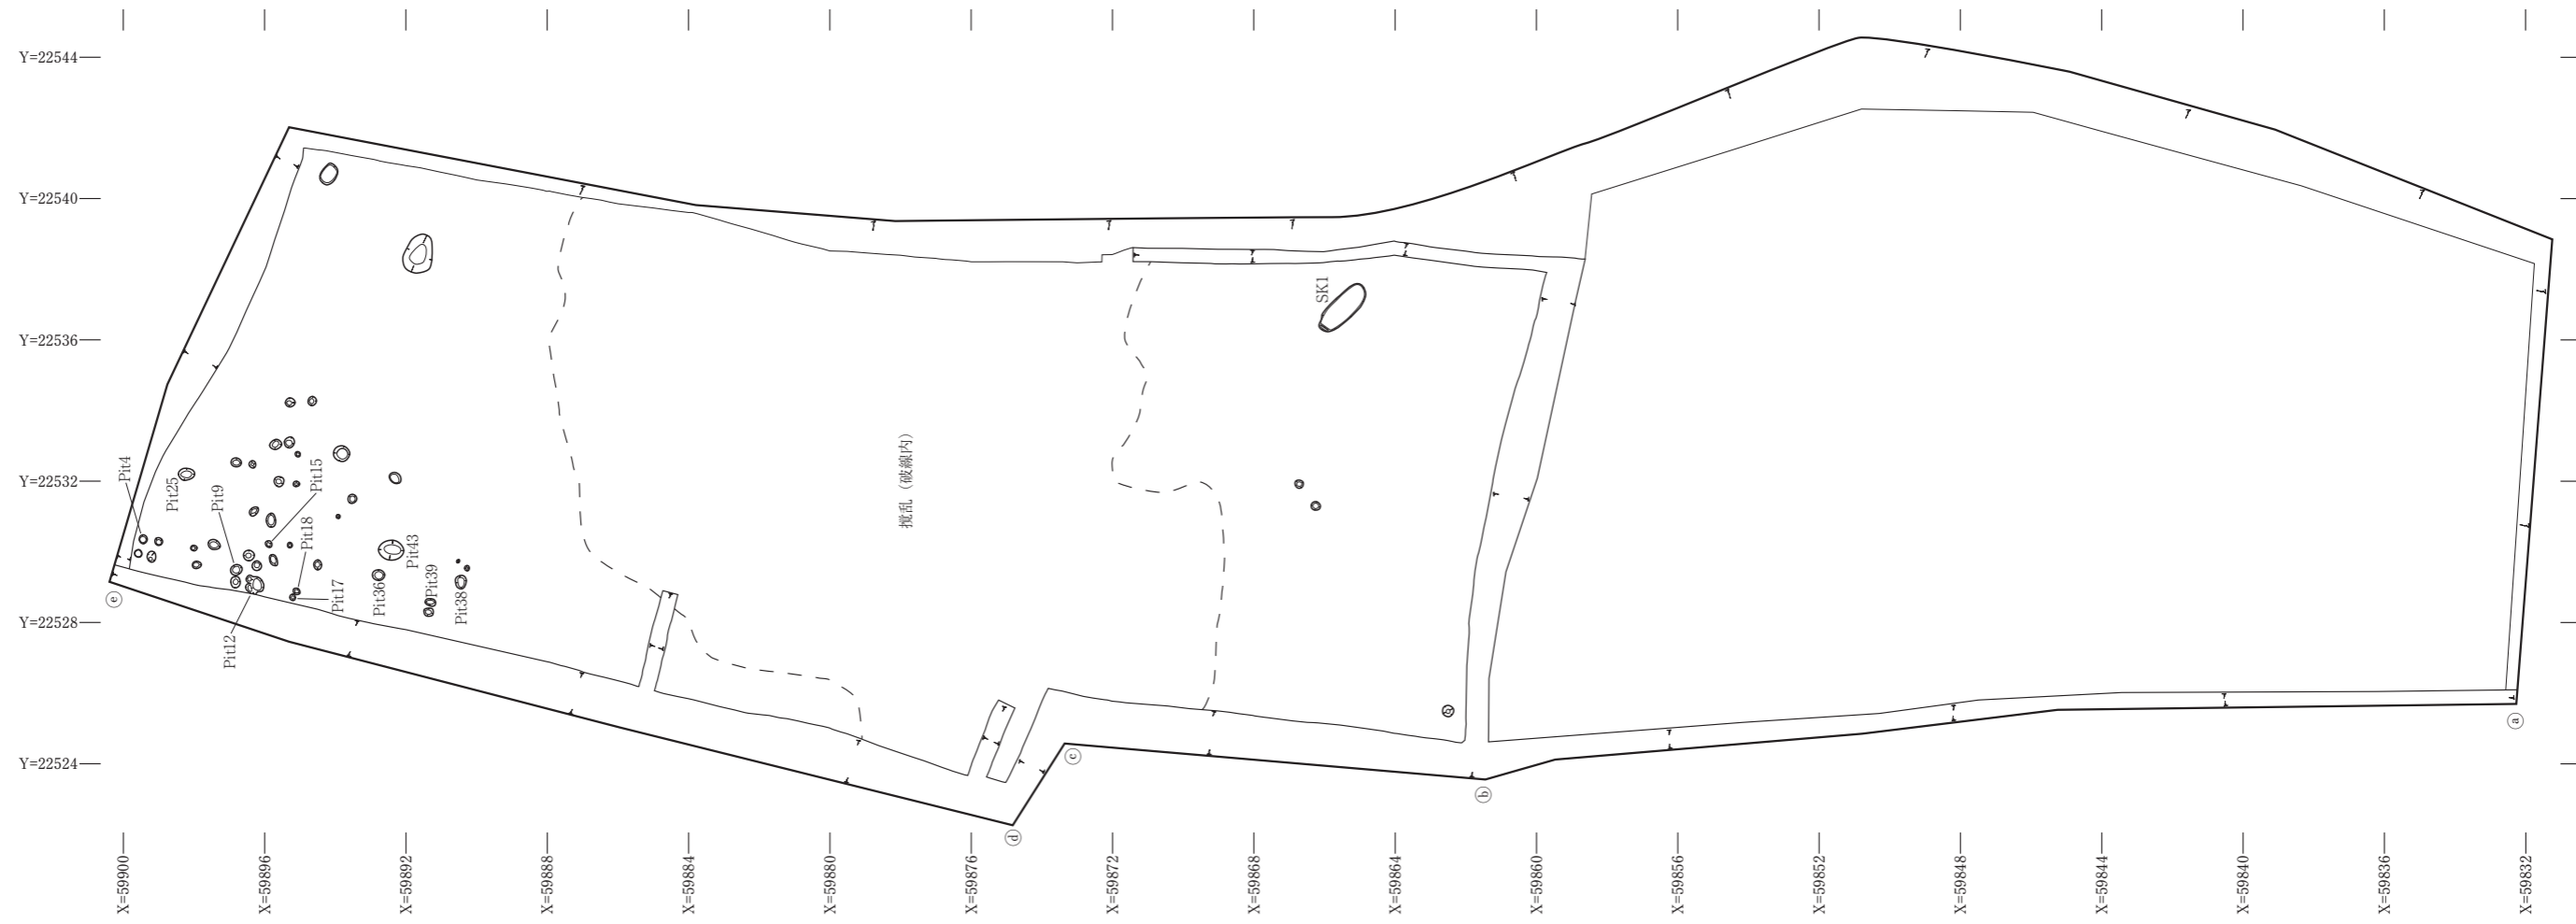 Y=22544
Y=22540
Y=22536
Y=22532
Y=22528
Y=22524
SK1
Pit4
Pit25
Pit9
Pit15
Pit18
Pit17
Pit12
Pit36
Pit43
Pit39
Pit38
撹乱（破線内）
e
d
c
b
a
X=59900
X=59896
X=59892
X=59888
X=59884
X=59880
X=59876
X=59872
X=59868
X=59864
X=59860
X=59856
X=59852
X=59848
X=59844
X=59840
X=59836
X=59832